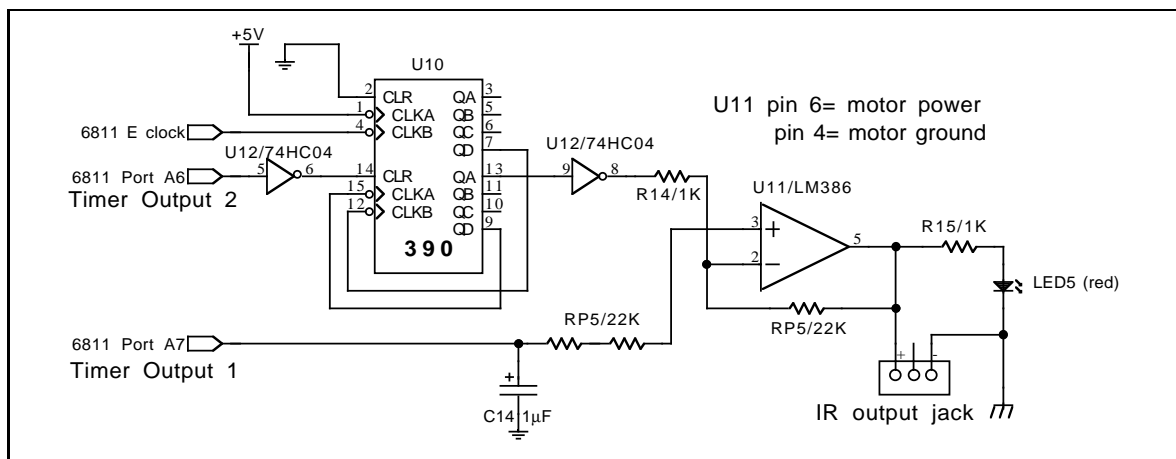 +5V
U10
2 CLR QA 3
1 CLKA QB 5
4 CLKB QC 6
QD 7
6811 E clock
U12/74HC04
5 6
6811 Port A6
Timer Output 2
14 CLR QA 13
15 CLKA QB 11
12 CLKB QC 10
QD 9
390
U12/74HC04
9 8
R14/1K
U11 pin 6= motor power
pin 4= motor ground
U11/LM386
3 +
2 −
5
R15/1K
LED5 (red)
RP5/22K
RP5/22K
6811 Port A7
Timer Output 1
+
C14.1µF
+ -
IR output jack